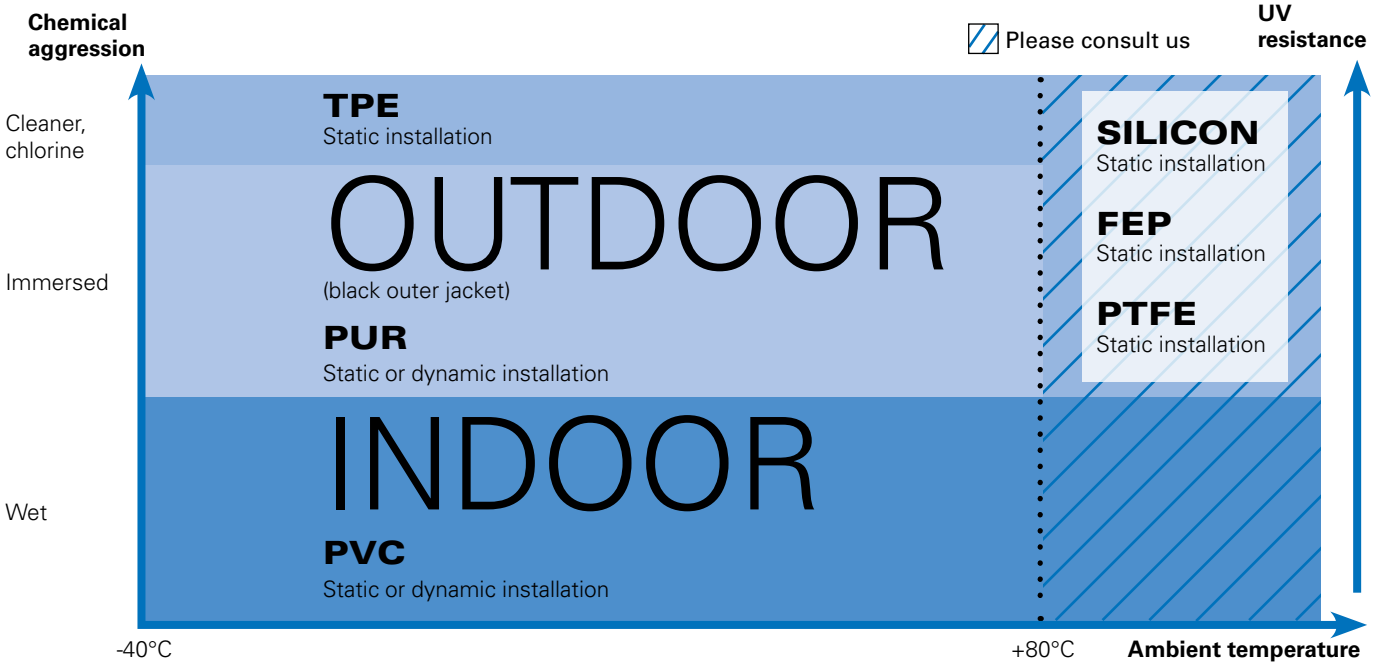 Chemical
aggression
Please consult us
UV
resistance
Cleaner,
chlorine
TPE
Static installation
SILICON
Static installation
OUTDOOR
(black outer jacket)
FEP
Static installation
Immersed
PUR
Static or dynamic installation
PTFE
Static installation
INDOOR
Wet
PVC
Static or dynamic installation
-40°C
+80°C
Ambient temperature